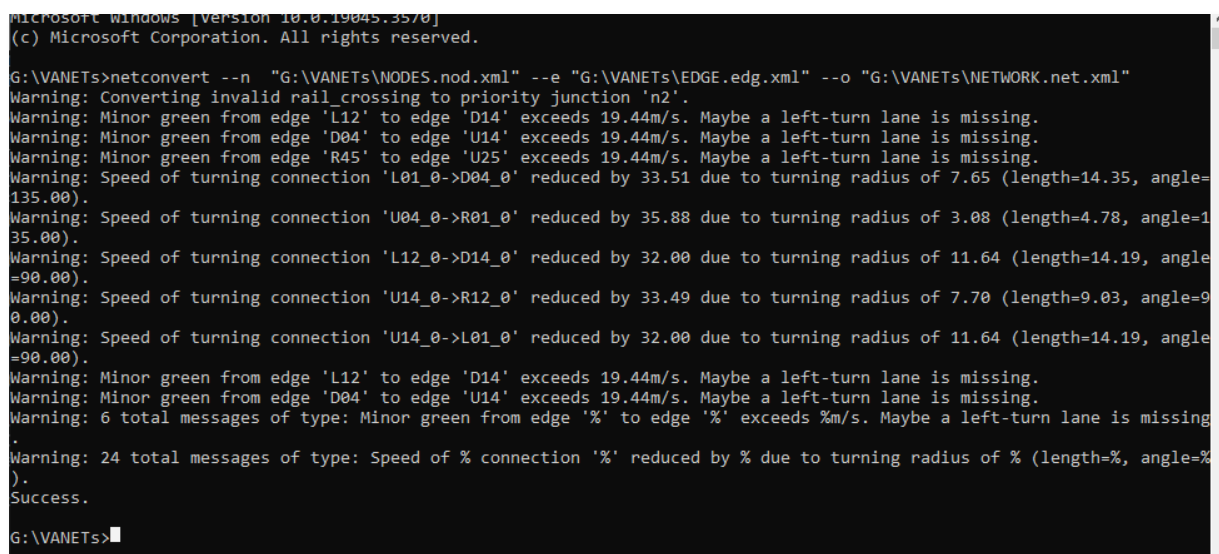 Microsoft Windows [Version 10.0.19045.3570]
(c) Microsoft Corporation. All rights reserved.
G:\VANETs>netconvert --n  "G:\VANETs\NODES.nod.xml" --e "G:\VANETs\EDGE.edg.xml" --o "G:\VANETs\NETWORK.net.xml"
Warning: Converting invalid rail_crossing to priority junction 'n2'.
Warning: Minor green from edge 'L12' to edge 'D14' exceeds 19.44m/s. Maybe a left-turn lane is missing.
Warning: Minor green from edge 'D04' to edge 'U14' exceeds 19.44m/s. Maybe a left-turn lane is missing.
Warning: Minor green from edge 'R45' to edge 'U25' exceeds 19.44m/s. Maybe a left-turn lane is missing.
Warning: Speed of turning connection 'L01_0->D04_0' reduced by 33.51 due to turning radius of 7.65 (length=14.35, angle=
135.00).
Warning: Speed of turning connection 'U04_0->R01_0' reduced by 35.88 due to turning radius of 3.08 (length=4.78, angle=1
35.00).
Warning: Speed of turning connection 'L12_0->D14_0' reduced by 32.00 due to turning radius of 11.64 (length=14.19, angle
=90.00).
Warning: Speed of turning connection 'U14_0->R12_0' reduced by 33.49 due to turning radius of 7.70 (length=9.03, angle=9
0.00).
Warning: Speed of turning connection 'U14_0->L01_0' reduced by 32.00 due to turning radius of 11.64 (length=14.19, angle
=90.00).
Warning: Minor green from edge 'L12' to edge 'D14' exceeds 19.44m/s. Maybe a left-turn lane is missing.
Warning: Minor green from edge 'D04' to edge 'U14' exceeds 19.44m/s. Maybe a left-turn lane is missing.
Warning: 6 total messages of type: Minor green from edge '%' to edge '%' exceeds %m/s. Maybe a left-turn lane is missing
.
Warning: 24 total messages of type: Speed of % connection '%' reduced by % due to turning radius of % (length=%, angle=%
).
Success.
G:\VANETs>